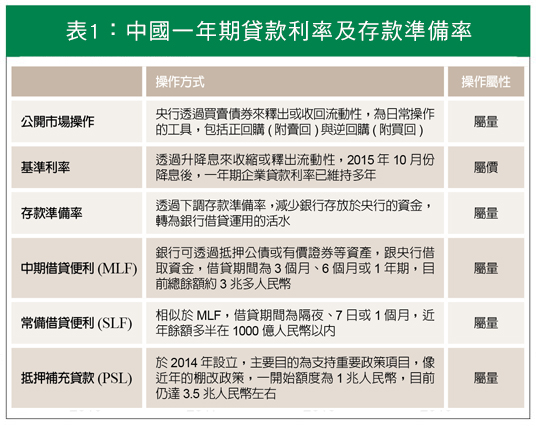 表1：中國一年期貸款利率及存款準備率
操作方式
操作屬性
公開市場操作
央行透過買賣債券來釋出或收回流動性，為日常操作
的工具，包括正回購 ( 附賣回 ) 與逆回購 ( 附買回 )
屬量
基準利率
透過升降息來收縮或釋出流動性，2015 年 10 月份
降息後，一年期企業貸款利率已維持多年
屬價
存款準備率
透過下調存款準備率，減少銀行存放於央行的資金，
轉為銀行借貸運用的活水
屬量
中期借貸便利 (MLF)
銀行可透過抵押公債或有價證券等資產，跟央行借
取資金，借貸期間為 3 個月、6 個月或 1 年期，目
前總餘額約 3 兆多人民幣
屬量
常備借貸便利 (SLF)
相似於 MLF，借貸期間為隔夜、7 日或 1 個月，近
年餘額多半在 1000 億人民幣以內
屬量
抵押補充貸款 (PSL)
於 2014 年設立，主要目的為支持重要政策項目，像
近年的棚改政策，一開始額度為 1 兆人民幣，目前
仍達 3.5 兆人民幣左右
屬量